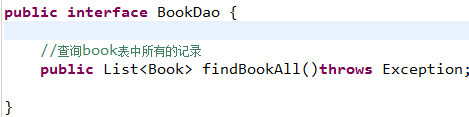 public interface BookDao {
//查询book表中所有的记录
public List<Book> findBookAll()throws Exception;
}